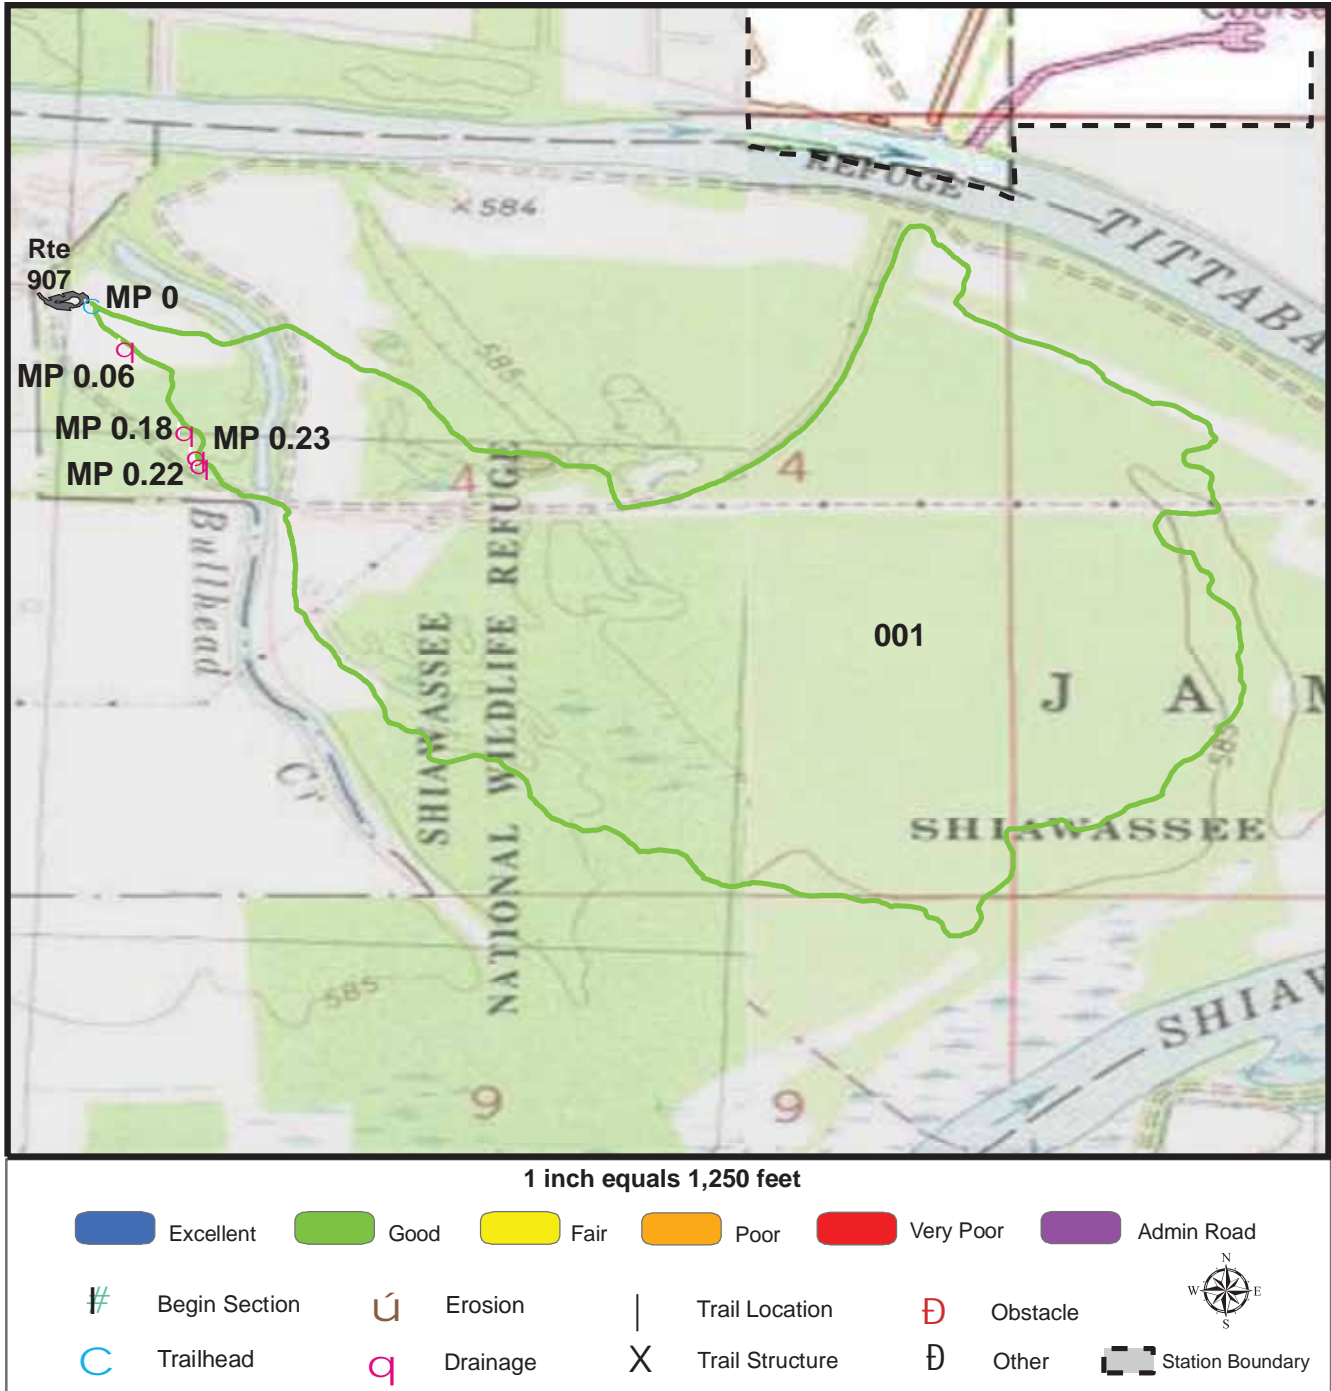 Course
REFUGE
TITTABA
× 584
Rte
907
MP 0
MP 0.06
585
MP 0.18
MP 0.23
MP 0.22
4
4
Bullhead
Cr
SHIAWASSEE
NATIONAL WILDLIFE REFUGE
001
J A M
585
SHIAWASSEE
585
SHIAW
9
9
1 inch equals 1,250 feet
Excellent Good Fair Poor Very Poor Admin Road
N
W E
S
# Begin Section ú Erosion | Trail Location Đ Obstacle
C Trailhead q Drainage X Trail Structure Đ Other Station Boundary